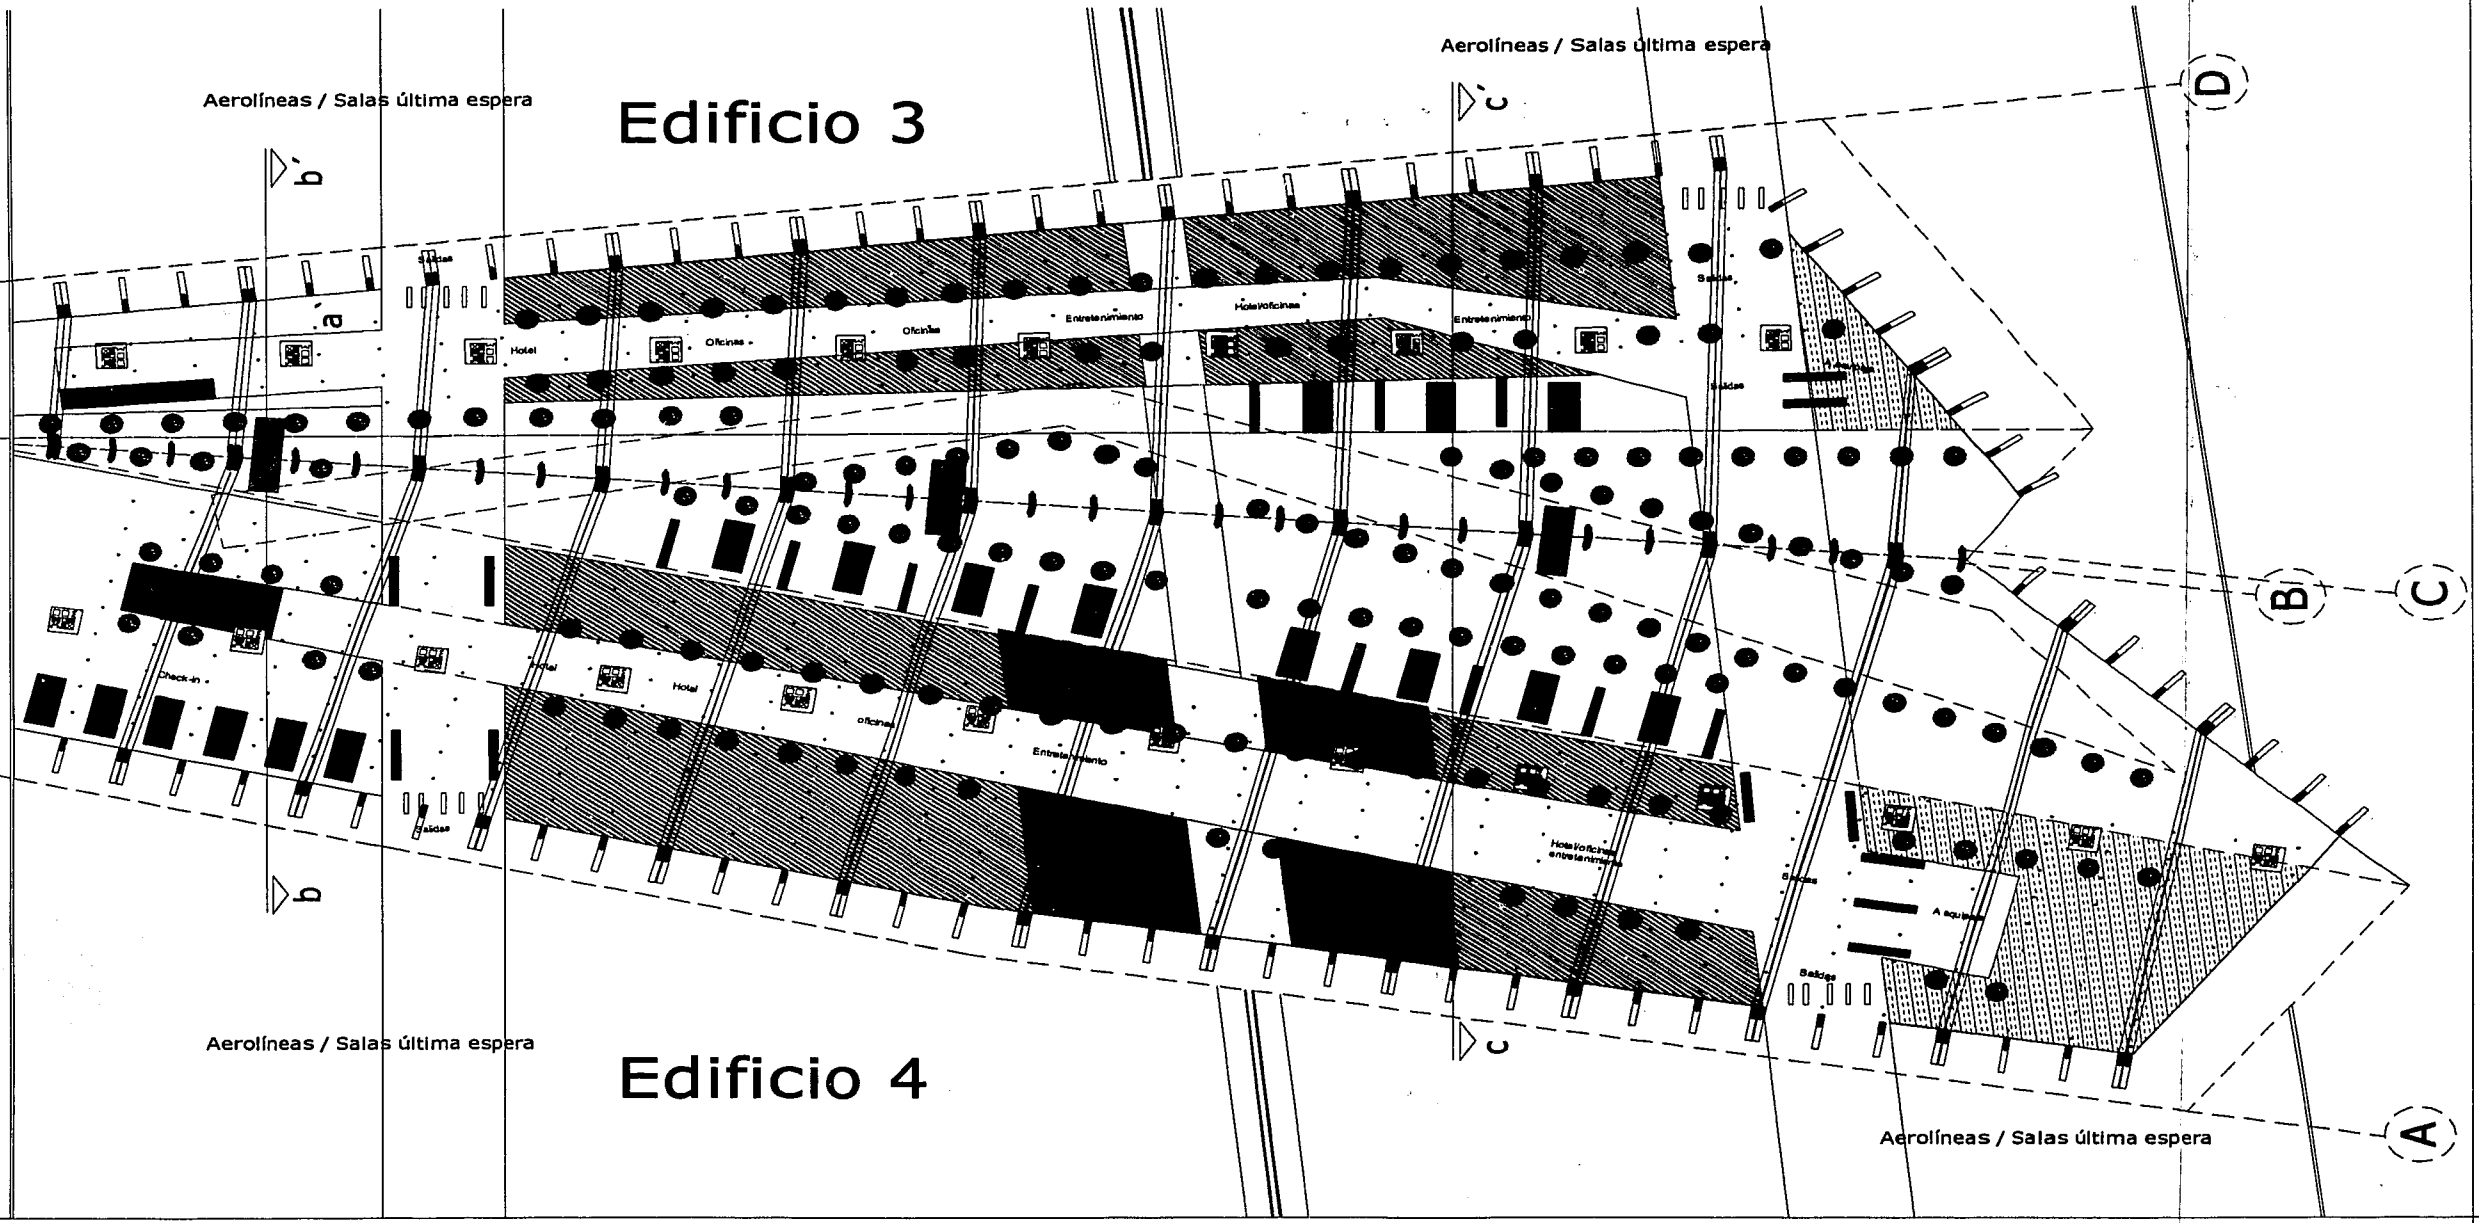 Aerolíneas / Salas última espera
D
Aerolíneas / Salas última espera
Edificio 3
c´
b´
Salidas
Salidas
a´
Hotel/oficinas
Entretenimiento
Entretenimiento
Oficinas
Oficinas
Hotel
Salidas
B
C
Hotel
Check-in
Hotel
oficinas
Entretenimiento
Hotel/oficinas
entretenimiento
Salidas
b
Salidas
Salidas
Aerolíneas / Salas última espera
c
Edificio 4
Aerolíneas / Salas última espera
A